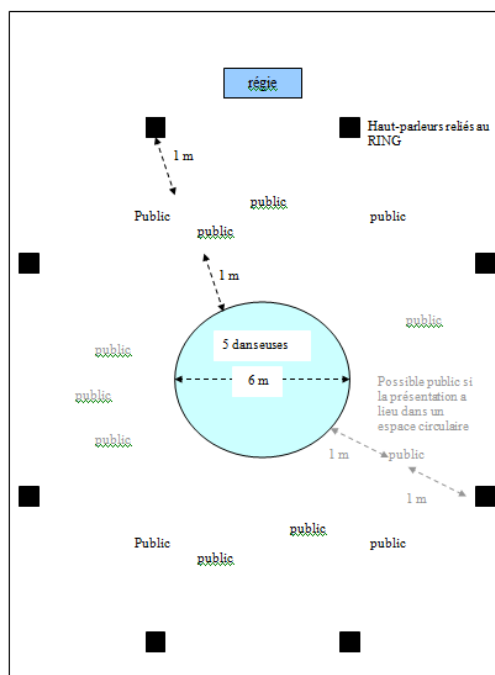 régie
Haut-parleurs reliés au
RING
1 m
public
Public
public
public
1 m
public
5 danseuses
public
6 m
Possible public si
la présentation a
lieu dans un
espace circulaire
public
public
1 m
public
1 m
public
Public
public
public